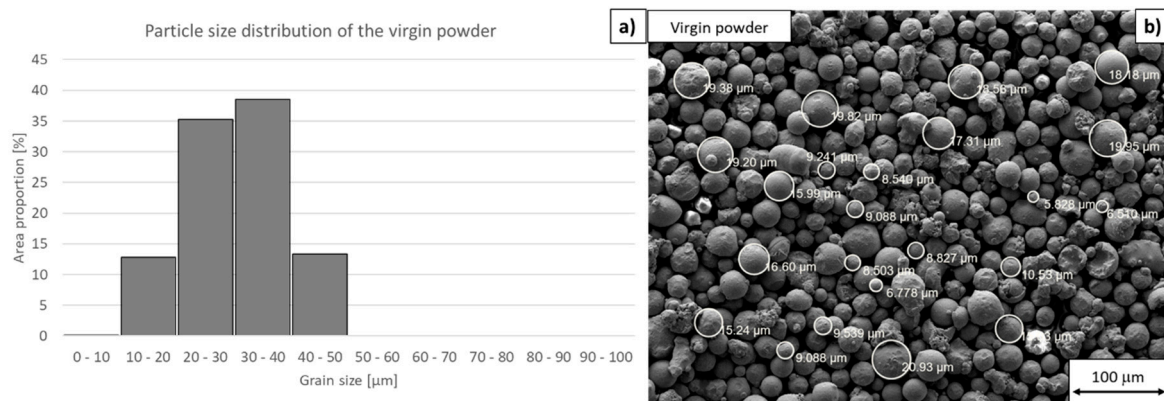 Particle size distribution of the virgin powder
a)
Area proportion [%]
45
40
35
30
25
20
15
10
5
0
0 - 10 10 - 20 20 - 30 30 - 40 40 - 50 50 - 60 60 - 70 70 - 80 80 - 90 90 - 100
Grain size [µm]
Virgin powder
b)
19.38 µm
18.58 µm
18.18 µm
19.82 µm
17.31 µm
19.95 µm
19.20 µm
9.241 µm
8.540 µm
15.99 µm
5.828 µm
9.088 µm
6.510 µm
16.60 µm
8.503 µm
8.827 µm
10.53 µm
6.778 µm
15.24 µm
9.539 µm
9.088 µm
20.93 µm
100 µm